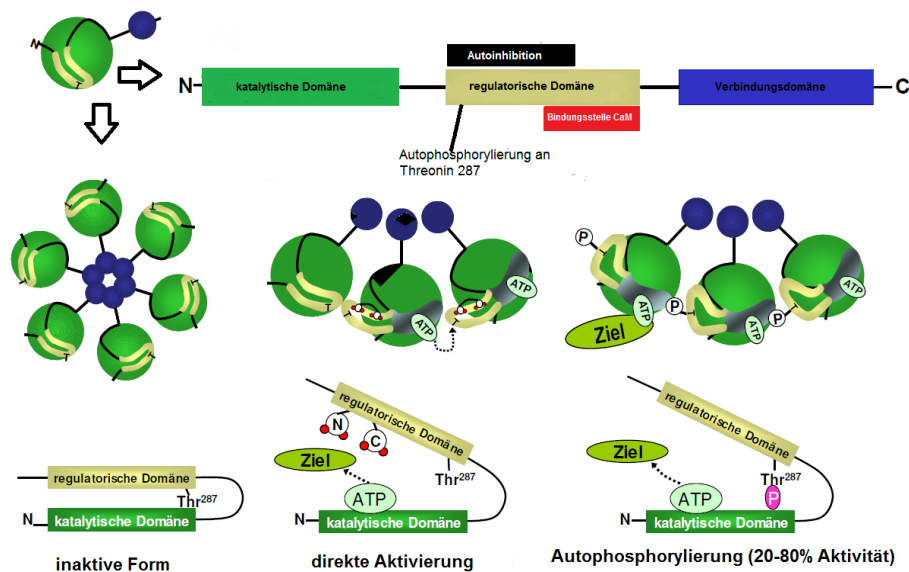 N
Autoinhibition
N
katalytische Domäne
regulatorische Domäne
Verbindungsdomäne
C
Bindungsstelle CaM
Autophosphorylierung an
Threonin 287
T
T
T
T
T
T
T
T
T
ATP
ATP
P
P
P
ATP
ATP
ATP
Ziel
regulatorische Domäne
Thr287
N
katalytische Domäne
inaktive Form
regulatorische Domäne
N
C
Ziel
Thr287
ATP
N
katalytische Domäne
direkte Aktivierung
regulatorische Domäne
Ziel
Thr287
ATP
P
N
katalytische Domäne
Autophosphorylierung (20-80% Aktivität)